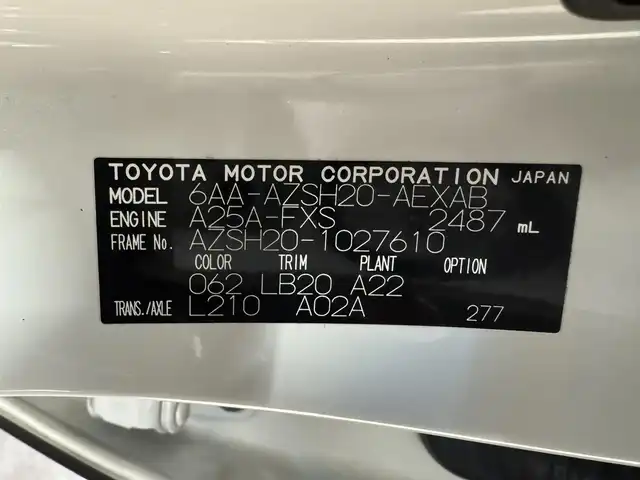 TOYOTA MOTOR CORPORATION JAPAN
MODEL 6AA-AZSH20-AEXAB
ENGINE A25A-FXS 2487 mL
FRAME No. AZSH20-1027610
COLOR TRIM PLANT OPTION
062 LB20 A22
TRANS./AXLE L210 A02A 277